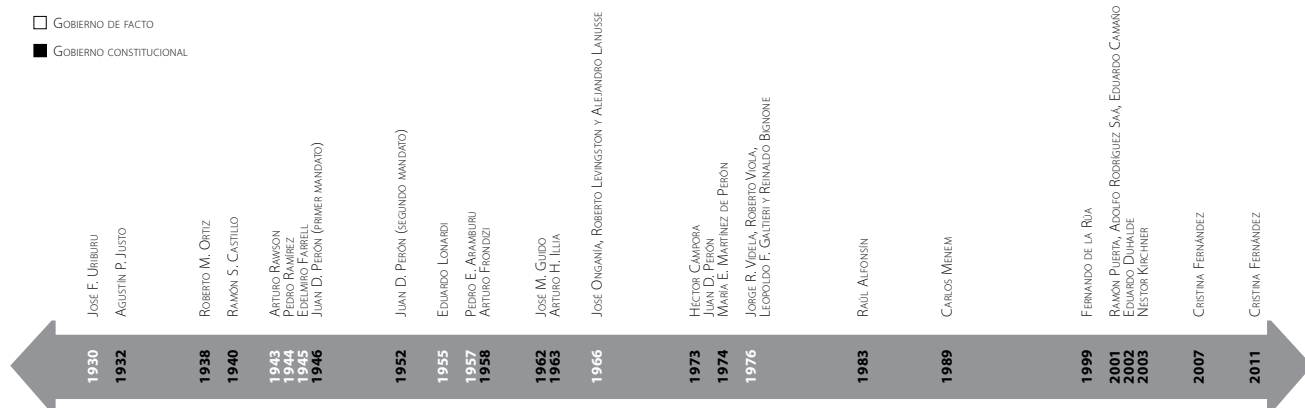 GOBIERNO DE FACTO
GOBIERNO CONSTITUCIONAL
JOSÉ F. URIBURU
AGUSTÍN P. JUSTO
ROBERTO M. ORTIZ
RAMÓN S. CASTILLO
ARTURO RAWSON
PEDRO RAMÍREZ
EDELMIRO FARRELL
JUAN D. PERÓN (PRIMER MANDATO)
JUAN D. PERÓN (SEGUNDO MANDATO)
EDUARDO LONARDI
PEDRO E. ARAMBURU
ARTURO FRONDIZI
JOSÉ M. GUIDO
ARTURO H. ILLIA
JOSÉ ONGANÍA, ROBERTO LEVINGSTON Y ALEJANDRO LANUSSE
HÉCTOR CÁMPORA
JUAN D. PERÓN
MARÍA E. MARTÍNEZ DE PERÓN
JORGE R. VIDELA, ROBERTO VIOLA,
LEOPOLDO F. GALTIERI Y REINALDO BIGNONE
RAÚL ALFONSÍN
CARLOS MENEM
FERNANDO DE LA RÚA
RAMÓN PUERTA, ADOLFO RODRÍGUEZ SAÁ, EDUARDO CAMAÑO
EDUARDO DUHALDE
NÉSTOR KIRCHNER
CRISTINA FERNÁNDEZ
CRISTINA FERNÁNDEZ
1930
1932
1938
1940
1943
1944
1945
1946
1952
1955
1957
1958
1962
1963
1966
1973
1974
1976
1983
1989
1999
2001
2002
2003
2007
2011